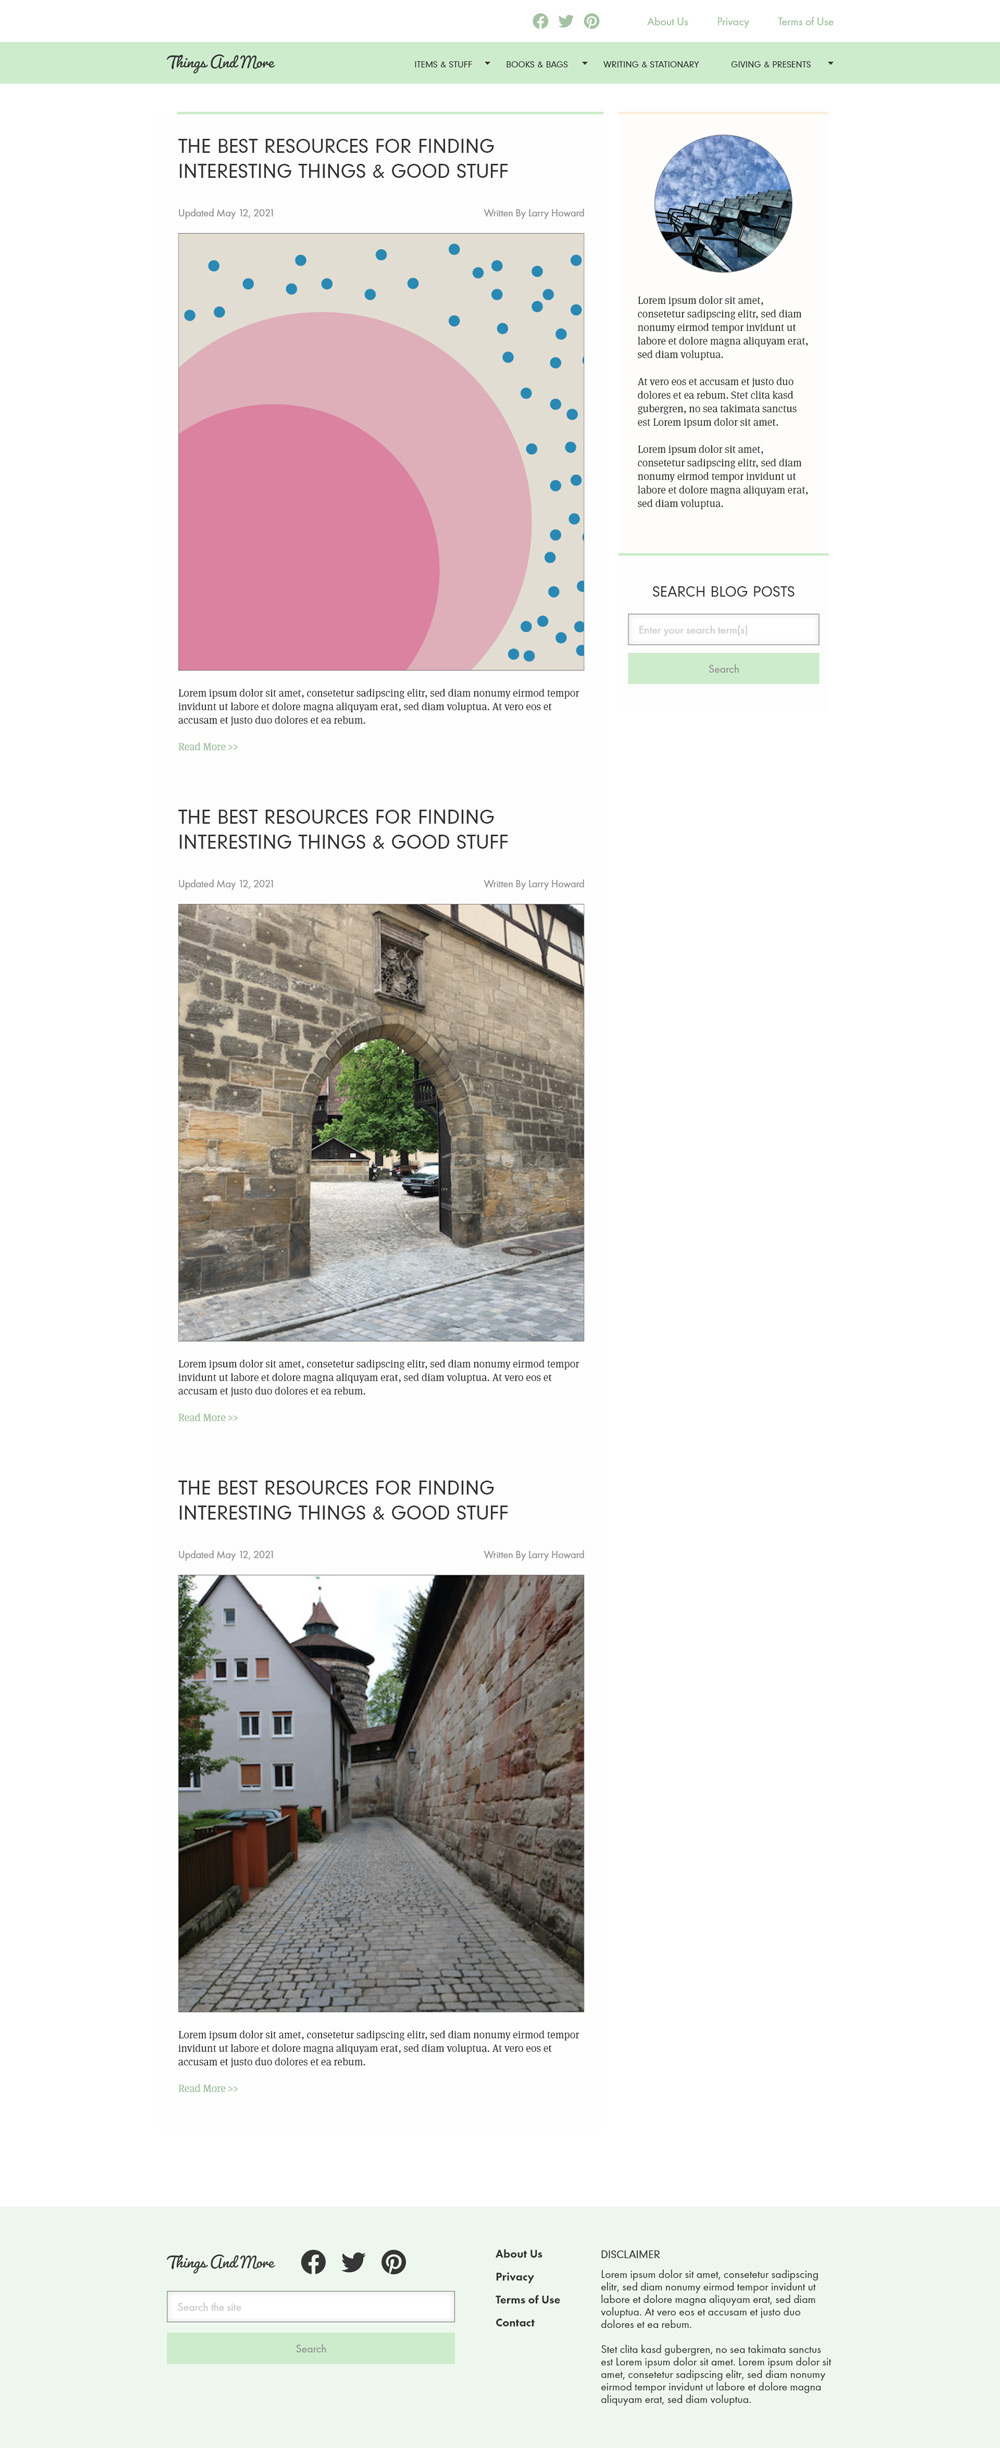 About Us
Privacy
Terms of Use
Things And More
ITEMS & STUFF
BOOKS & BAGS
WRITING & STATIONARY
GIVING & PRESENTS
THE BEST RESOURCES FOR FINDING
INTERESTING THINGS & GOOD STUFF
Updated May 12, 2021
Written By Larry Howard
Lorem ipsum dolor sit amet, consetetur sadipscing elitr, sed diam nonumy eirmod tempor
invidunt ut labore et dolore magna aliquyam erat, sed diam voluptua. At vero eos et
accusam et justo duo dolores et ea rebum.
Read More >>
THE BEST RESOURCES FOR FINDING
INTERESTING THINGS & GOOD STUFF
Updated May 12, 2021
Written By Larry Howard
Lorem ipsum dolor sit amet, consetetur sadipscing elitr, sed diam nonumy eirmod tempor
invidunt ut labore et dolore magna aliquyam erat, sed diam voluptua. At vero eos et
accusam et justo duo dolores et ea rebum.
Read More >>
THE BEST RESOURCES FOR FINDING
INTERESTING THINGS & GOOD STUFF
Updated May 12, 2021
Written By Larry Howard
Lorem ipsum dolor sit amet, consetetur sadipscing elitr, sed diam nonumy eirmod tempor
invidunt ut labore et dolore magna aliquyam erat, sed diam voluptua. At vero eos et
accusam et justo duo dolores et ea rebum.
Read More >>
Lorem ipsum dolor sit amet,
consetetur sadipscing elitr, sed diam
nonumy eirmod tempor invidunt ut
labore et dolore magna aliquyam erat,
sed diam voluptua.
At vero eos et accusam et justo duo
dolores et ea rebum. Stet clita kasd
gubergren, no sea takimata sanctus
est Lorem ipsum dolor sit amet.
Lorem ipsum dolor sit amet,
consetetur sadipscing elitr, sed diam
nonumy eirmod tempor invidunt ut
labore et dolore magna aliquyam erat,
sed diam voluptua.
SEARCH BLOG POSTS
Enter your search term(s)
Search
Things And More
Search the site
Search
About Us
Privacy
Terms of Use
Contact
DISCLAIMER
Lorem ipsum dolor sit amet, consetetur sadipscing
elitr, sed diam nonumy eirmod tempor invidunt ut
labore et dolore magna aliquyam erat, sed diam
voluptua. At vero eos et accusam et justo duo
dolores et ea rebum.
Stet clita kasd gubergren, no sea takimata sanctus
est Lorem ipsum dolor sit amet. Lorem ipsum dolor sit
amet, consetetur sadipscing elitr, sed diam nonumy
eirmod tempor invidunt ut labore et dolore magna
aliquyam erat, sed diam voluptua.